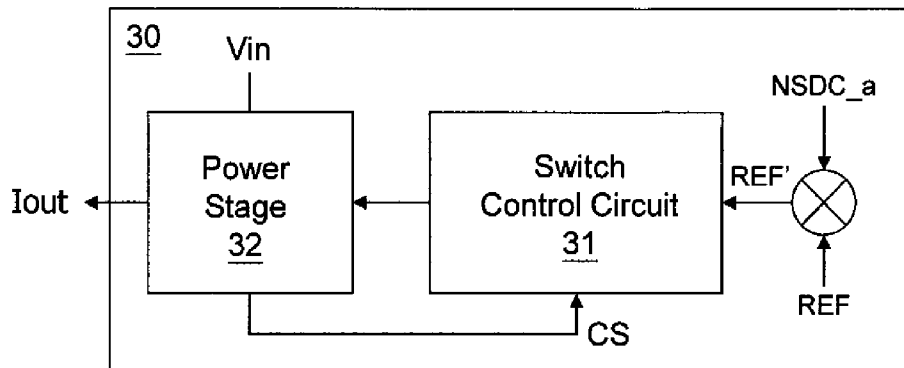 30
Vin
NSDC_a
Power
Stage
32
Switch
Control Circuit
31
REF'
Iout
REF
CS